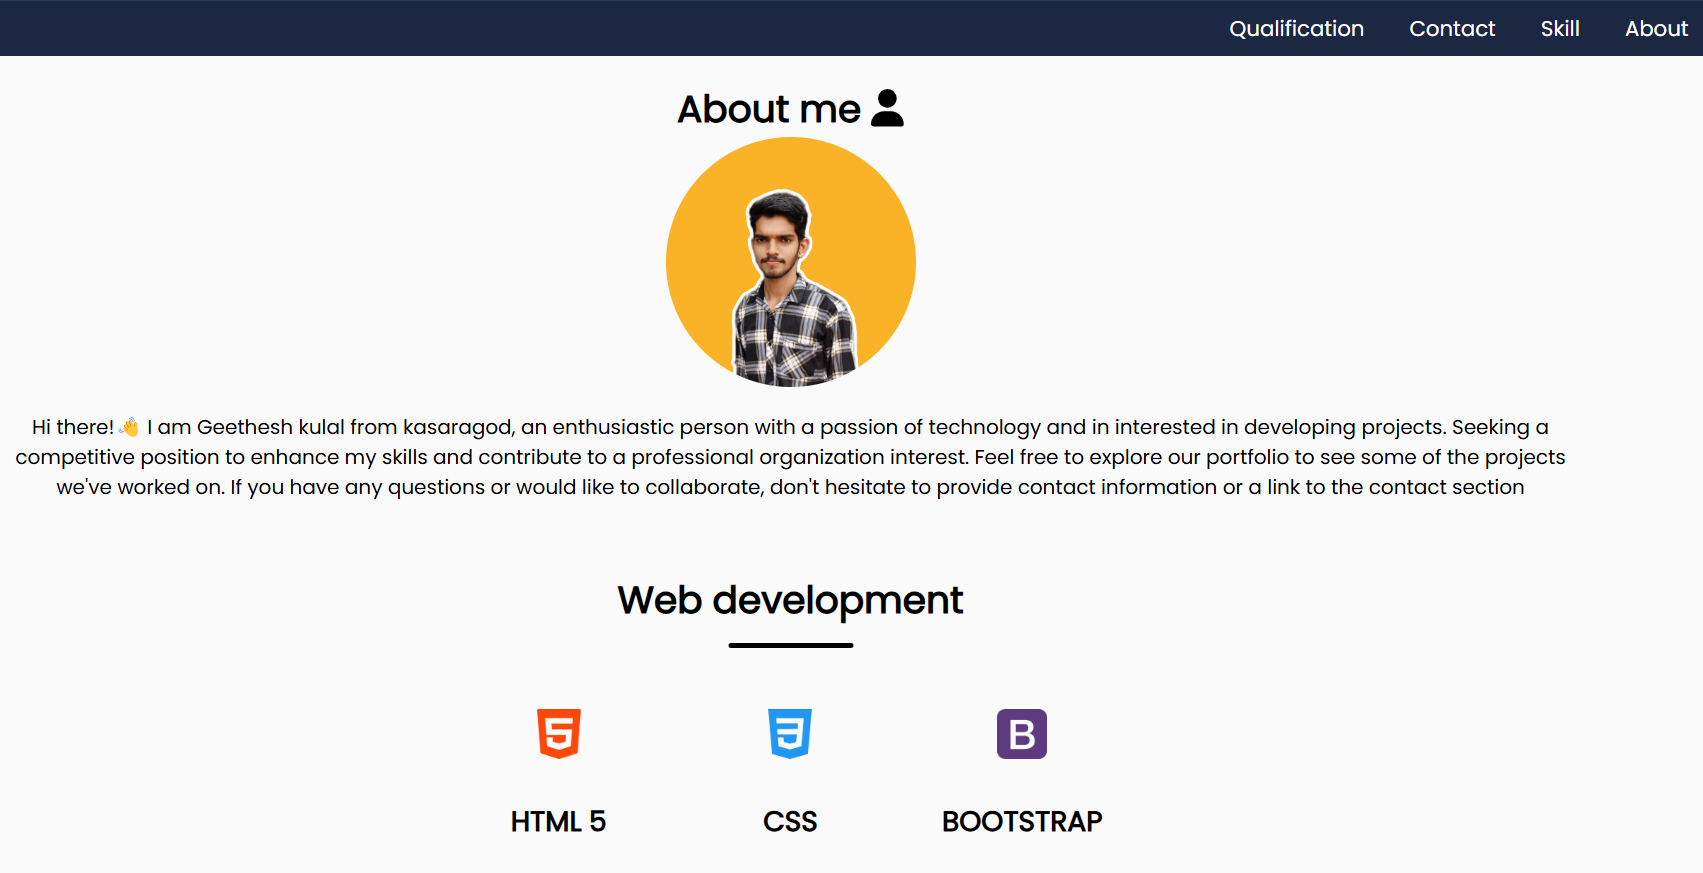 Qualification Contact Skill About
About me
Hi there! 👋 I am Geethesh kulal from kasaragod, an enthusiastic person with a passion of technology and in interested in developing projects. Seeking a
competitive position to enhance my skills and contribute to a professional organization interest. Feel free to explore our portfolio to see some of the projects
we've worked on. If you have any questions or would like to collaborate, don't hesitate to provide contact information or a link to the contact section
Web development
5 3 B
HTML 5 CSS BOOTSTRAP